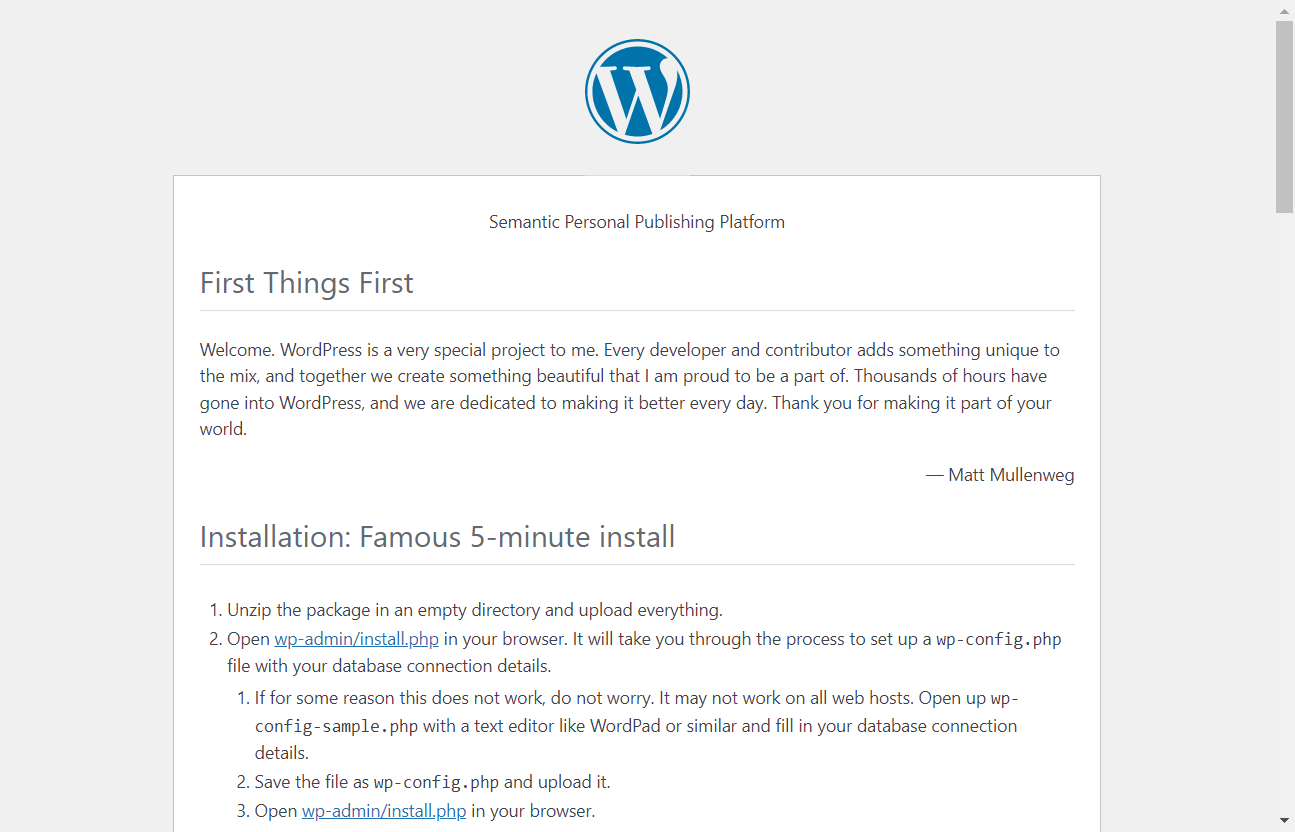 Semantic Personal Publishing Platform
First Things First
Welcome. WordPress is a very special project to me. Every developer and contributor adds something unique to
the mix, and together we create something beautiful that I am proud to be a part of. Thousands of hours have
gone into WordPress, and we are dedicated to making it better every day. Thank you for making it part of your
world.
— Matt Mullenweg
Installation: Famous 5-minute install
1. Unzip the package in an empty directory and upload everything.
2. Open wp-admin/install.php in your browser. It will take you through the process to set up a wp-config.php
file with your database connection details.
1. If for some reason this does not work, do not worry. It may not work on all web hosts. Open up wp-
config-sample.php with a text editor like WordPad or similar and fill in your database connection
details.
2. Save the file as wp-config.php and upload it.
3. Open wp-admin/install.php in your browser.